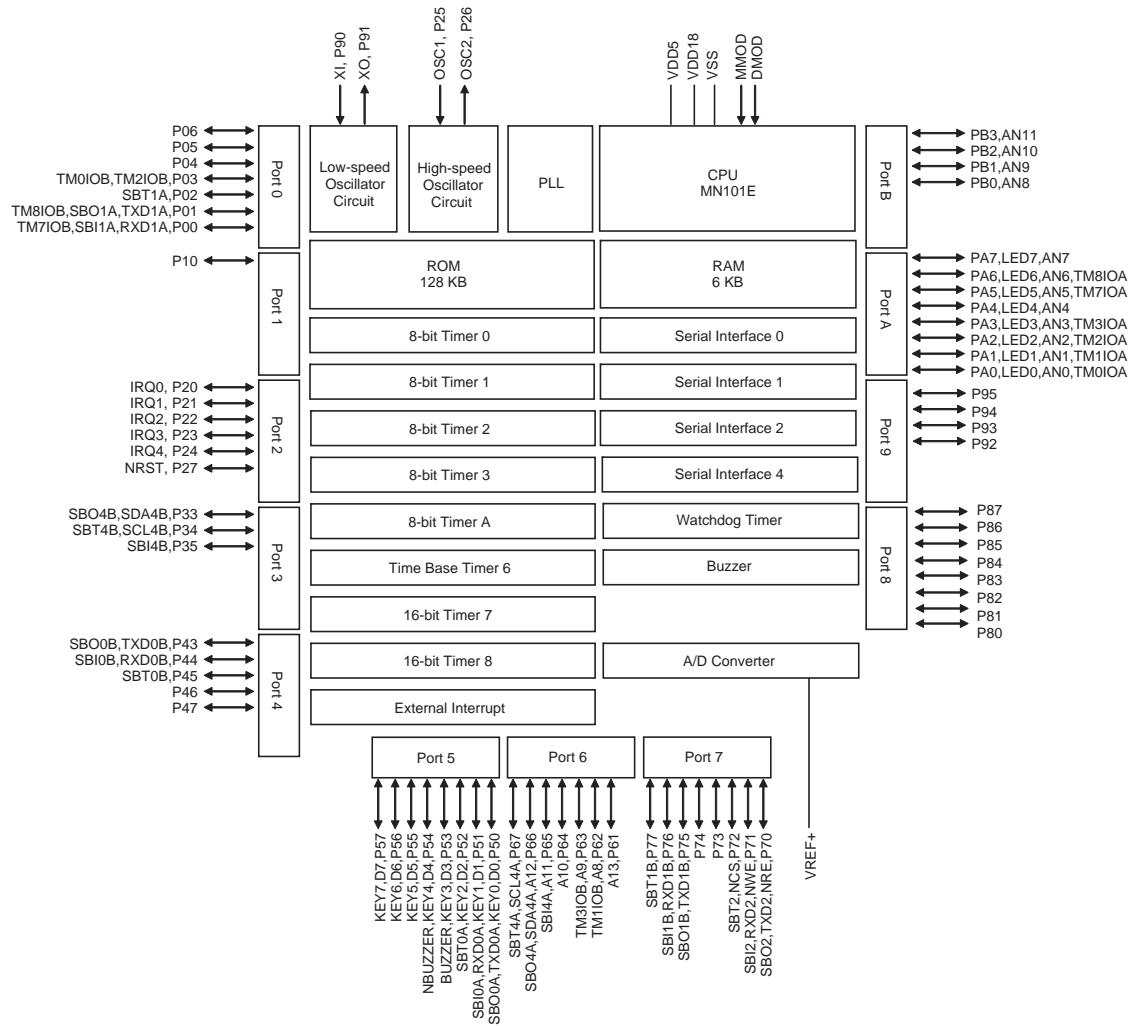 XI, P90
XO, P91
OSC1, P25
OSC2, P26
VDD5
VDD18
VSS
MMOD
DMOD
P06
P05
P04
TM0IOB,TM2IOB,P03
SBT1A,P02
TM8IOB,SBO1A,TXD1A,P01
TM7IOB,SBI1A,RXD1A,P00
Port 0
Low-speed
Oscillator
Circuit
High-speed
Oscillator
Circuit
PLL
CPU
MN101E
Port B
PB3,AN11
PB2,AN10
PB1,AN9
PB0,AN8
P10
Port 1
ROM
128 KB
RAM
6 KB
Port A
PA7,LED7,AN7
PA6,LED6,AN6,TM8IOA
PA5,LED5,AN5,TM7IOA
PA4,LED4,AN4
PA3,LED3,AN3,TM3IOA
PA2,LED2,AN2,TM2IOA
PA1,LED1,AN1,TM1IOA
PA0,LED0,AN0,TM0IOA
8-bit Timer 0
Serial Interface 0
8-bit Timer 1
Serial Interface 1
IRQ0, P20
IRQ1, P21
IRQ2, P22
IRQ3, P23
IRQ4, P24
NRST, P27
Port 2
8-bit Timer 2
Serial Interface 2
8-bit Timer 3
Serial Interface 4
Port 9
P95
P94
P93
P92
SBO4B,SDA4B,P33
SBT4B,SCL4B,P34
SBI4B,P35
Port 3
8-bit Timer A
Watchdog Timer
Time Base Timer 6
Buzzer
16-bit Timer 7
Port 8
P87
P86
P85
P84
P83
P82
P81
P80
SBO0B,TXD0B,P43
SBI0B,RXD0B,P44
SBT0B,P45
P46
P47
Port 4
16-bit Timer 8
A/D Converter
External Interrupt
Port 5
Port 6
Port 7
KEY7,D7,P57
KEY6,D6,P56
KEY5,D5,P55
NBUZZER,KEY4,D4,P54
BUZZER,KEY3,D3,P53
SBT0A,KEY2,D2,P52
SBI0A,RXD0A,KEY1,D1,P51
SBO0A,TXD0A,KEY0,D0,P50
SBT4A,SCL4A,P67
SBO4A,SDA4A,A12,P66
SBI4A,A11,P65
A10,P64
TM3IOB,A9,P63
TM1IOB,A8,P62
A13,P61
SBT1B,P77
SBI1B,RXD1B,P76
SBO1B,TXD1B,P75
P74
P73
SBT2,NCS,P72
SBI2,RXD2,NWE,P71
SBO2,TXD2,NRE,P70
VREF+